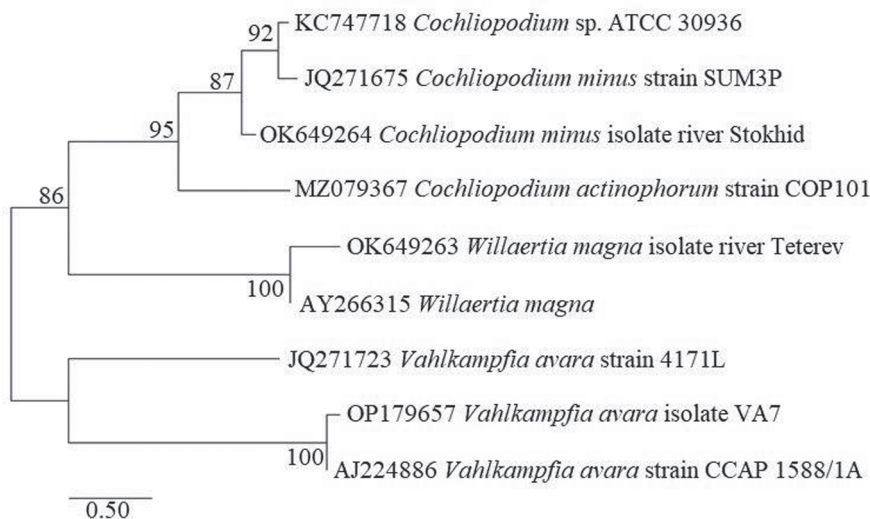 92
KC747718 Cochliopodium sp. ATCC 30936
87
JQ271675 Cochliopodium minus strain SUM3P
95
OK649264 Cochliopodium minus isolate river Stokhid
86
MZ079367 Cochliopodium actinophorum strain COP101
OK649263 Willaertia magna isolate river Teterev
100
AY266315 Willaertia magna
JQ271723 Vahlkampfia avara strain 4171L
OP179657 Vahlkampfia avara isolate VA7
100
AJ224886 Vahlkampfia avara strain CCAP 1588/1A
0.50